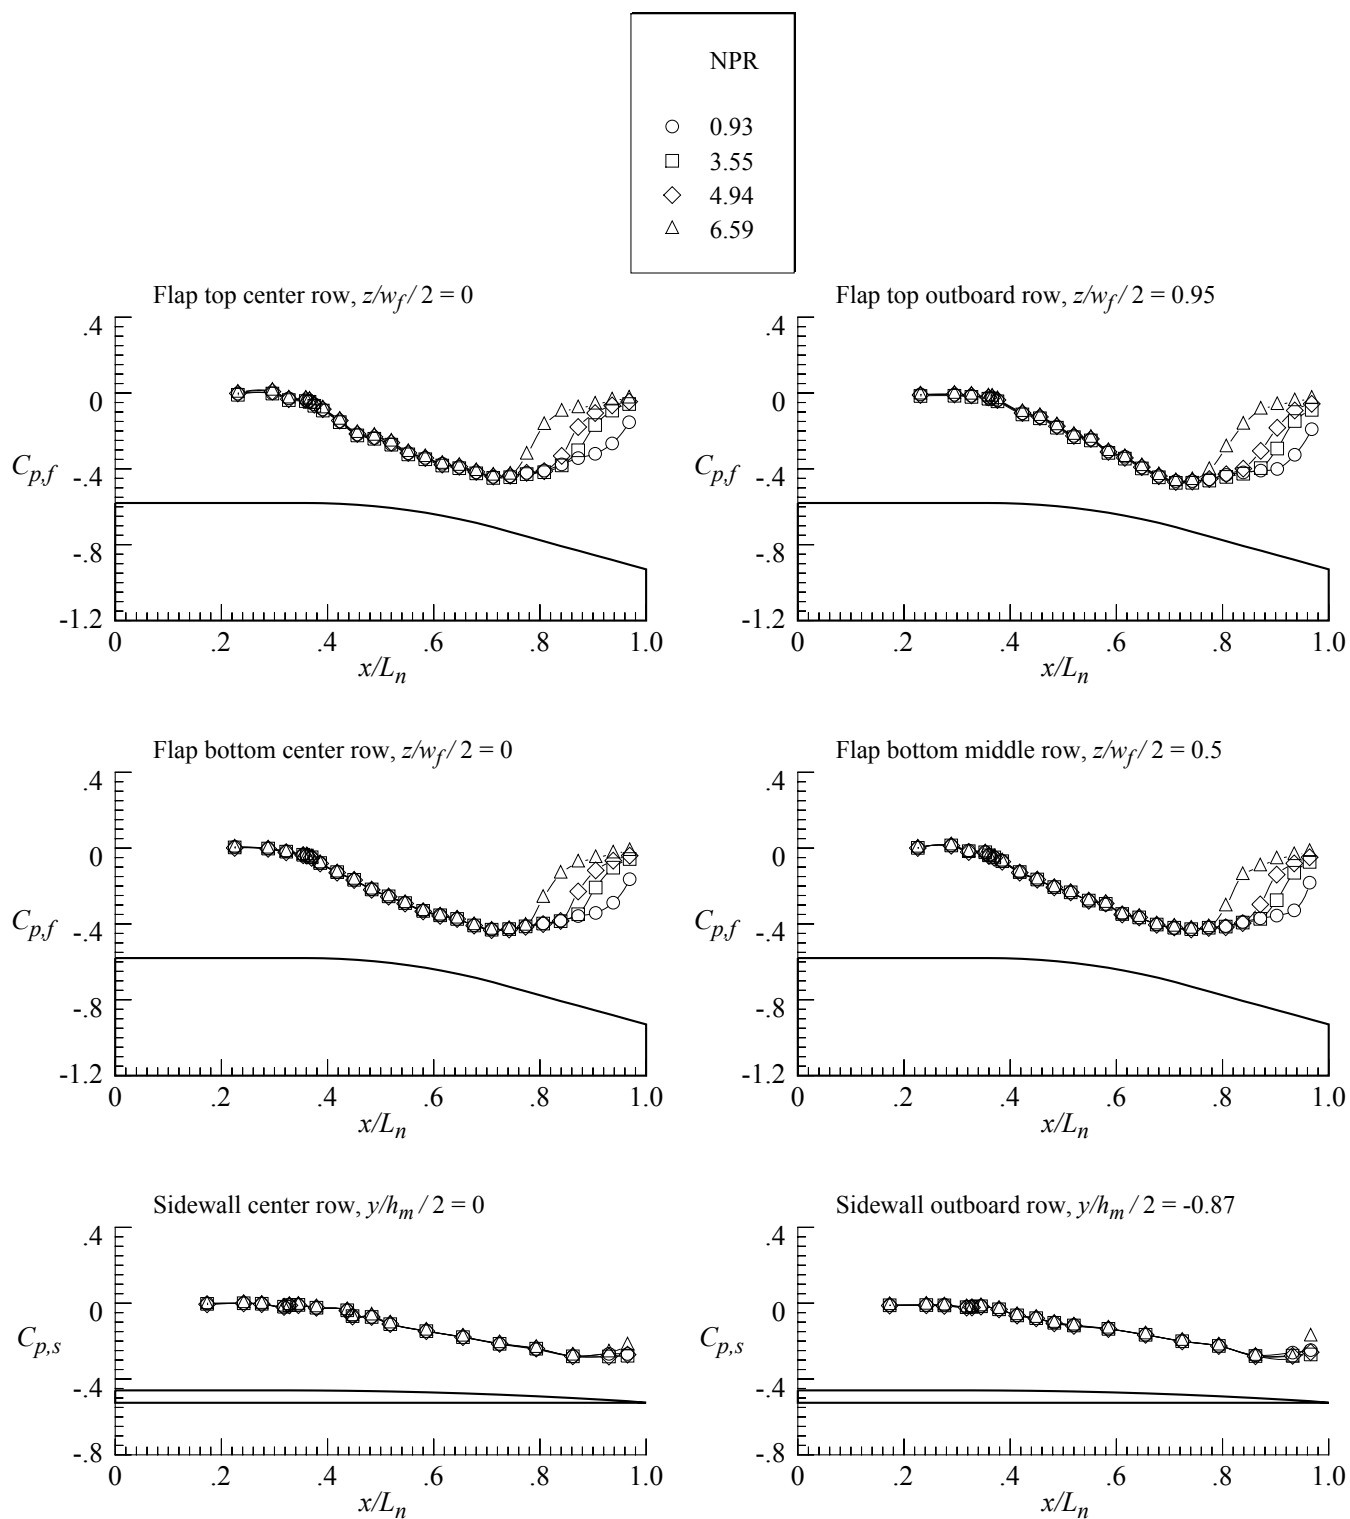 NPR
0.93
3.55
4.94
6.59
Flap top center row, z/w_f / 2 = 0
.4
0
-.4
-.8
-1.2
C_p,f
0 .2 .4 .6 .8 1.0
x/L_n
Flap top outboard row, z/w_f / 2 = 0.95
.4
0
-.4
-.8
-1.2
C_p,f
0 .2 .4 .6 .8 1.0
x/L_n
Flap bottom center row, z/w_f / 2 = 0
.4
0
-.4
-.8
-1.2
C_p,f
0 .2 .4 .6 .8 1.0
x/L_n
Flap bottom middle row, z/w_f / 2 = 0.5
.4
0
-.4
-.8
-1.2
C_p,f
0 .2 .4 .6 .8 1.0
x/L_n
Sidewall center row, y/h_m / 2 = 0
.4
0
-.4
-.8
C_p,s
0 .2 .4 .6 .8 1.0
x/L_n
Sidewall outboard row, y/h_m / 2 = -0.87
.4
0
-.4
-.8
C_p,s
0 .2 .4 .6 .8 1.0
x/L_n